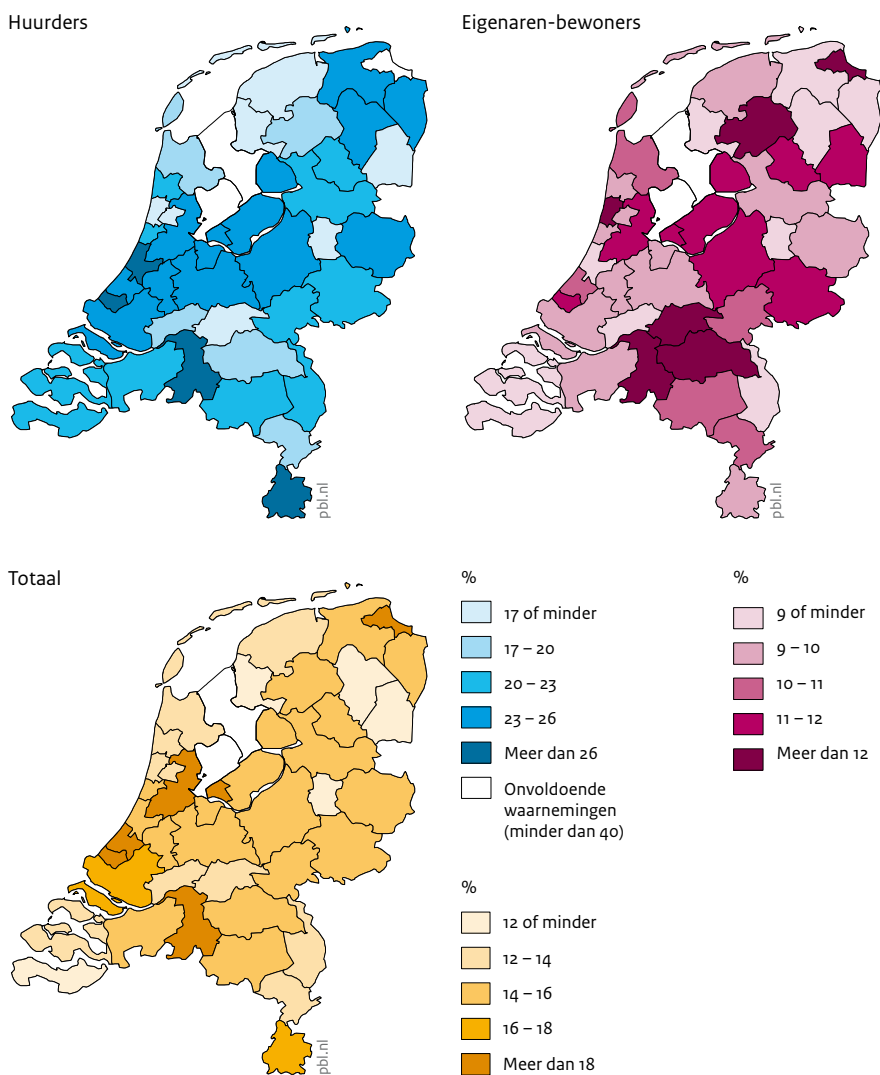 Huurders
Eigenaren-bewoners
pbl.nl
pbl.nl
Totaal
%
17 of minder
17 – 20
20 – 23
23 – 26
Meer dan 26
Onvoldoende
waarnemingen
(minder dan 40)
%
9 of minder
9 – 10
10 – 11
11 – 12
Meer dan 12
%
12 of minder
12 – 14
14 – 16
16 – 18
Meer dan 18
pbl.nl